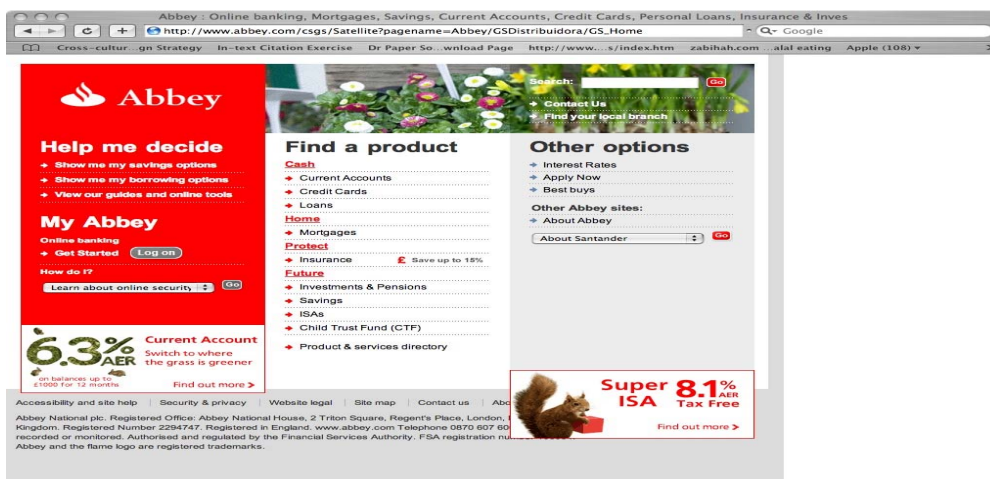 Abbey : Online banking, Mortgages, Savings, Current Accounts, Credit Cards, Personal Loans, Insurance & Inves
http://www.abbey.com/csgs/Satellite?pagename=Abbey/GSDistribuidora/GS_Home
Google
Cross-cultur...gn Strategy In-text Citation Exercise Dr Paper So...wnload Page http://www....s/index.htm zabihah.com ...alal eating Apple (108)
Abbey
Search: Go
Contact Us
Find your local branch
Help me decide
Show me my savings options
Show me my borrowing options
View our guides and online tools
My Abbey
Online banking
Get Started Log on
How do I?
Learn about online security Go
6.3% AER
on balances up to
£1000 for 12 months
Current Account
Switch to where
the grass is greener
Find out more >
Find a product
Cash
Current Accounts
Credit Cards
Loans
Home
Mortgages
Protect
Insurance £ Save up to 15%
Future
Investments & Pensions
Savings
ISAs
Child Trust Fund (CTF)
Product & services directory
Other options
Interest Rates
Apply Now
Best buys
Other Abbey sites:
About Abbey
About Santander Go
Super ISA 8.1% AER
Tax Free
Find out more >
Accessibility and site help | Security & privacy | Website legal | Site map | Contact us | Abo
Abbey National plc. Registered Office: Abbey National House, 2 Triton Square, Regent's Place, London,
Kingdom. Registered Number 2294747. Registered in England. www.abbey.com Telephone 0870 607 60
recorded or monitored. Authorised and regulated by the Financial Services Authority. FSA registration nu
Abbey and the flame logo are registered trademarks.